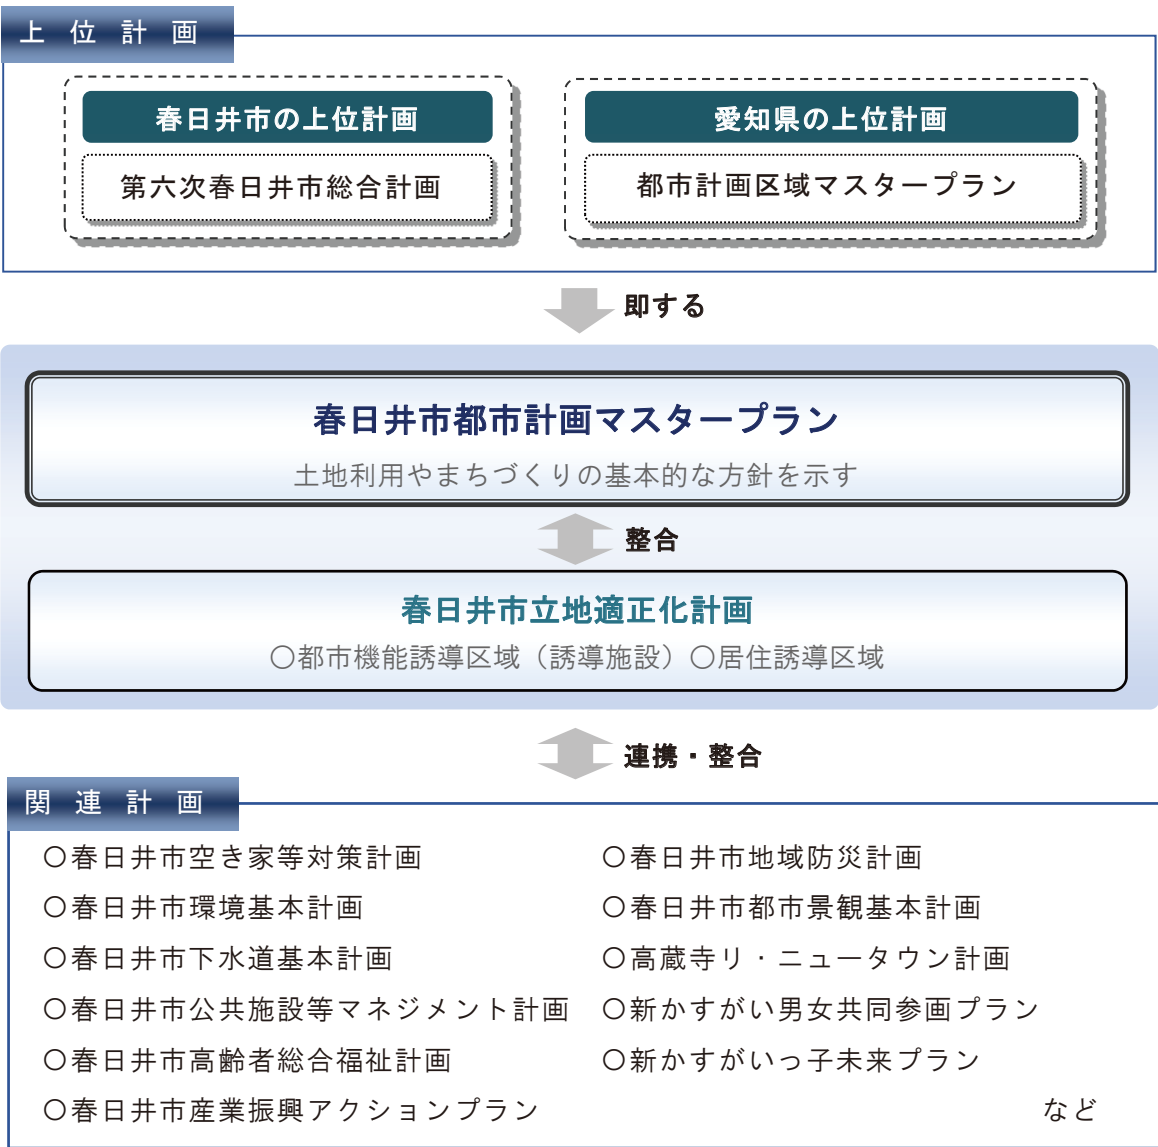 上位計画
春日井市の上位計画
第六次春日井市総合計画
愛知県の上位計画
都市計画区域マスタープラン
即する
春日井市都市計画マスタープラン
土地利用やまちづくりの基本的な方針を示す
整合
春日井市立地適正化計画
○都市機能誘導区域（誘導施設）○居住誘導区域
連携・整合
関連計画
○春日井市空き家等対策計画
○春日井市環境基本計画
○春日井市下水道基本計画
○春日井市公共施設等マネジメント計画
○春日井市高齢者総合福祉計画
○春日井市産業振興アクションプラン
○春日井市地域防災計画
○春日井市都市景観基本計画
○高蔵寺リ・ニュータウン計画
○新かすがい男女共同参画プラン
○新かすがいっ子未来プラン
など